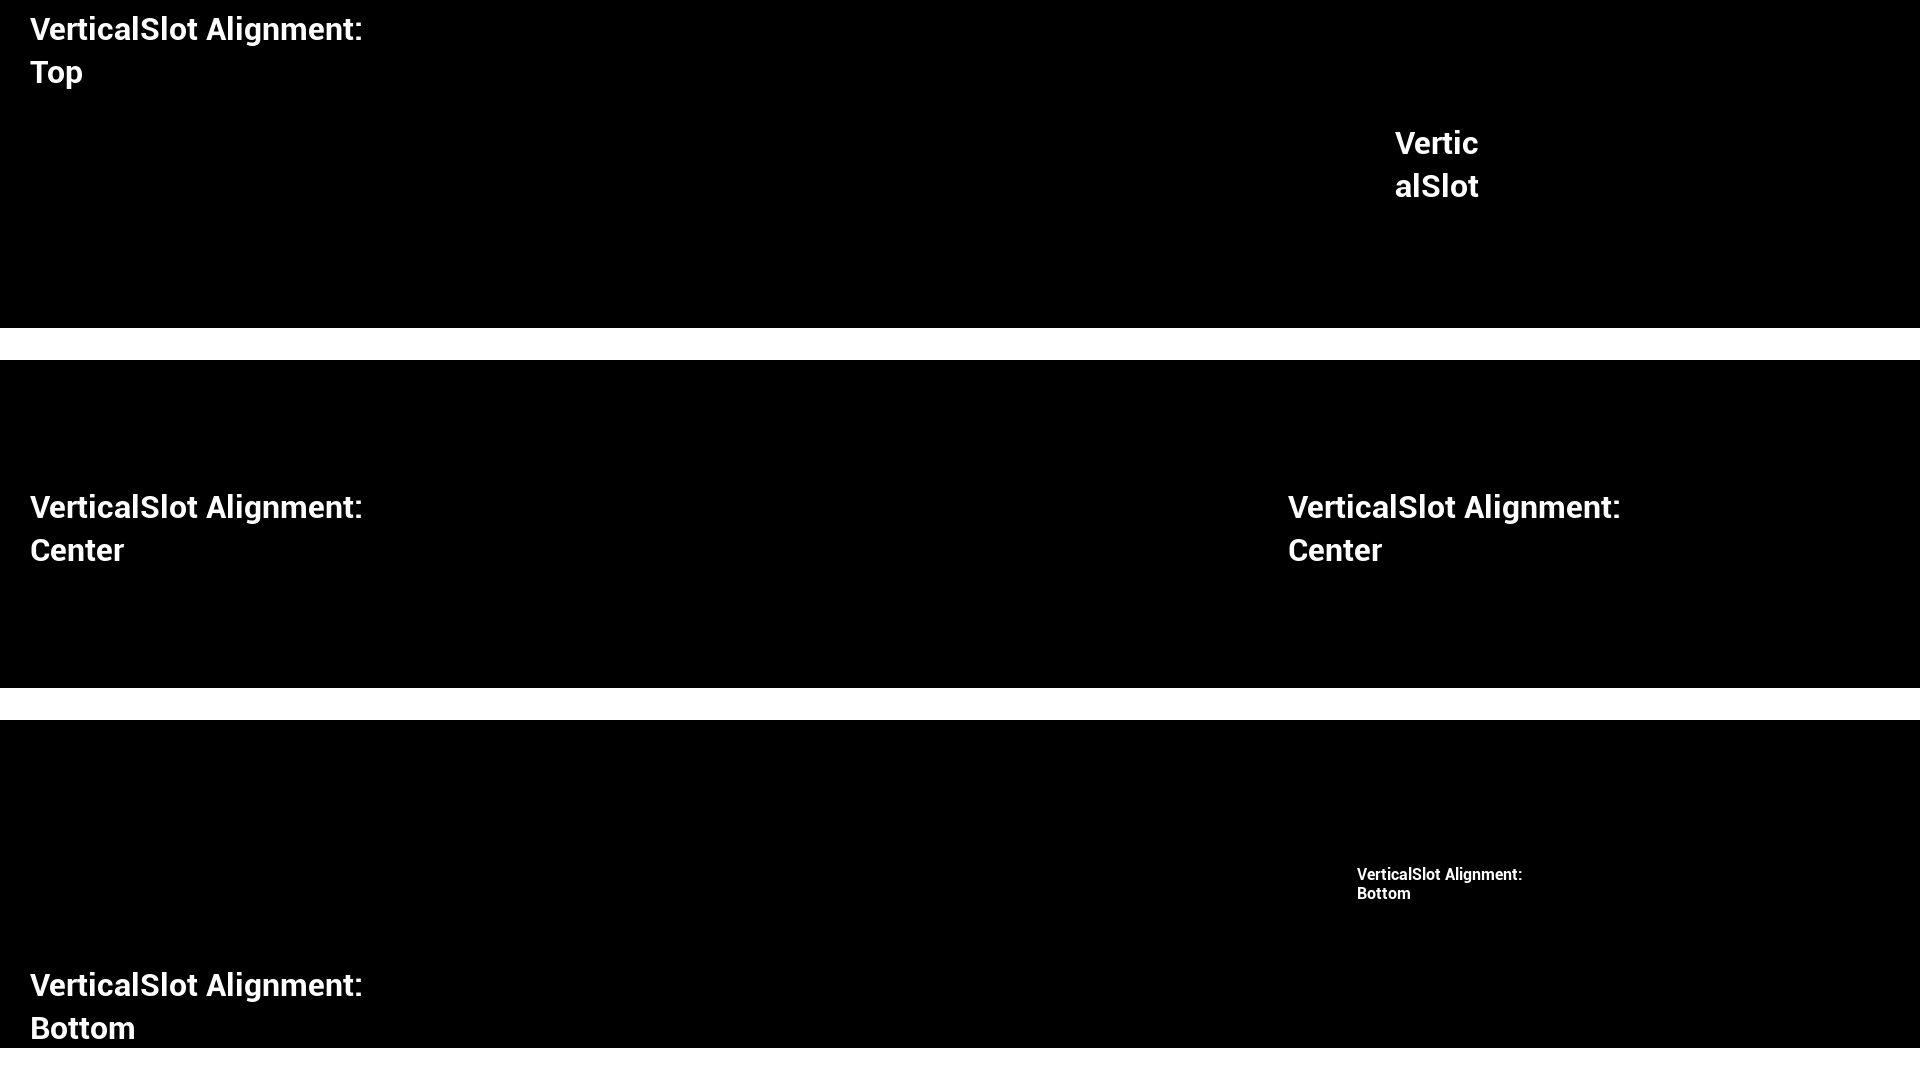 VerticalSlot Alignment:
Top
Vertic
alSlot
VerticalSlot Alignment:
Center
VerticalSlot Alignment:
Center
VerticalSlot Alignment:
Bottom
VerticalSlot Alignment:
Bottom